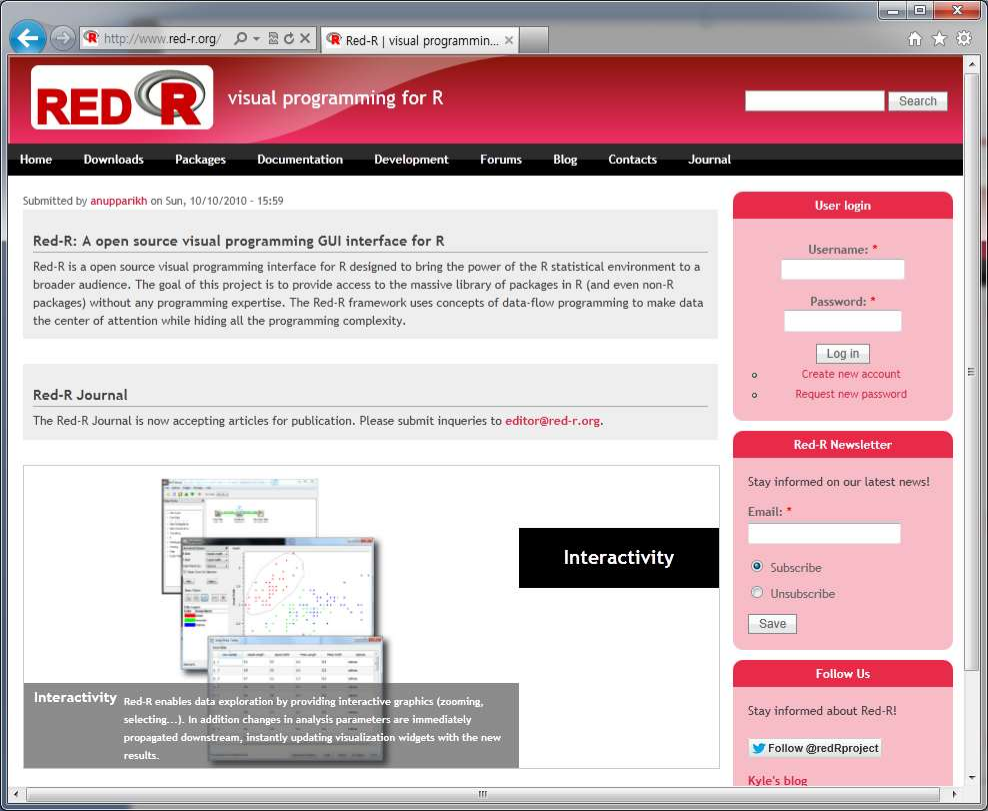 http://www.red-r.org/
Red-R | visual programmin...
RED R
visual programming for R
Search
Home Downloads Packages Documentation Development Forums Blog Contacts Journal
Submitted by anupparikh on Sun, 10/10/2010 - 15:59
Red-R: A open source visual programming GUI interface for R
Red-R is a open source visual programming interface for R designed to bring the power of the R statistical environment to a
broader audience. The goal of this project is to provide access to the massive library of packages in R (and even non-R
packages) without any programming expertise. The Red-R framework uses concepts of data-flow programming to make data
the center of attention while hiding all the programming complexity.
Red-R Journal
The Red-R Journal is now accepting articles for publication. Please submit inqueries to editor@red-r.org.
Interactivity
Interactivity Red-R enables data exploration by providing interactive graphics (zooming,
selecting...). In addition changes in analysis parameters are immediately
propagated downstream, instantly updating visualization widgets with the new
results.
User login
Username: *
Password: *
Log in
Create new account
Request new password
Red-R Newsletter
Stay informed on our latest news!
Email: *
Subscribe
Unsubscribe
Save
Follow Us
Stay informed about Red-R!
Follow @redRproject
Kyle's blog